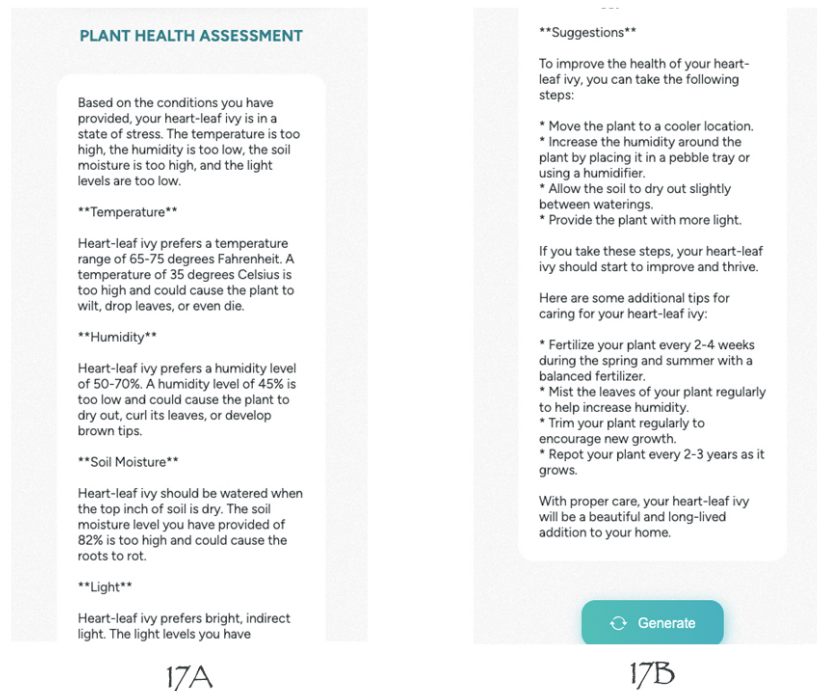 PLANT HEALTH ASSESSMENT
Based on the conditions you have
provided, your heart-leaf ivy is in a
state of stress. The temperature is too
high, the humidity is too low, the soil
moisture is too high, and the light
levels are too low.
**Temperature**
Heart-leaf ivy prefers a temperature
range of 65-75 degrees Fahrenheit. A
temperature of 35 degrees Celsius is
too high and could cause the plant to
wilt, drop leaves, or even die.
**Humidity**
Heart-leaf ivy prefers a humidity level
of 50-70%. A humidity level of 45% is
too low and could cause the plant to
dry out, curl its leaves, or develop
brown tips.
**Soil Moisture**
Heart-leaf ivy should be watered when
the top inch of soil is dry. The soil
moisture level you have provided of
82% is too high and could cause the
roots to rot.
**Light**
Heart-leaf ivy prefers bright, indirect
light. The light levels you have
17A
**Suggestions**
To improve the health of your heart-
leaf ivy, you can take the following
steps:
* Move the plant to a cooler location.
* Increase the humidity around the
plant by placing it in a pebble tray or
using a humidifier.
* Allow the soil to dry out slightly
between waterings.
* Provide the plant with more light.
If you take these steps, your heart-leaf
ivy should start to improve and thrive.
Here are some additional tips for
caring for your heart-leaf ivy:
* Fertilize your plant every 2-4 weeks
during the spring and summer with a
balanced fertilizer.
* Mist the leaves of your plant regularly
to help increase humidity.
* Trim your plant regularly to
encourage new growth.
* Repot your plant every 2-3 years as it
grows.
With proper care, your heart-leaf ivy
will be a beautiful and long-lived
addition to your home.
Generate
17B